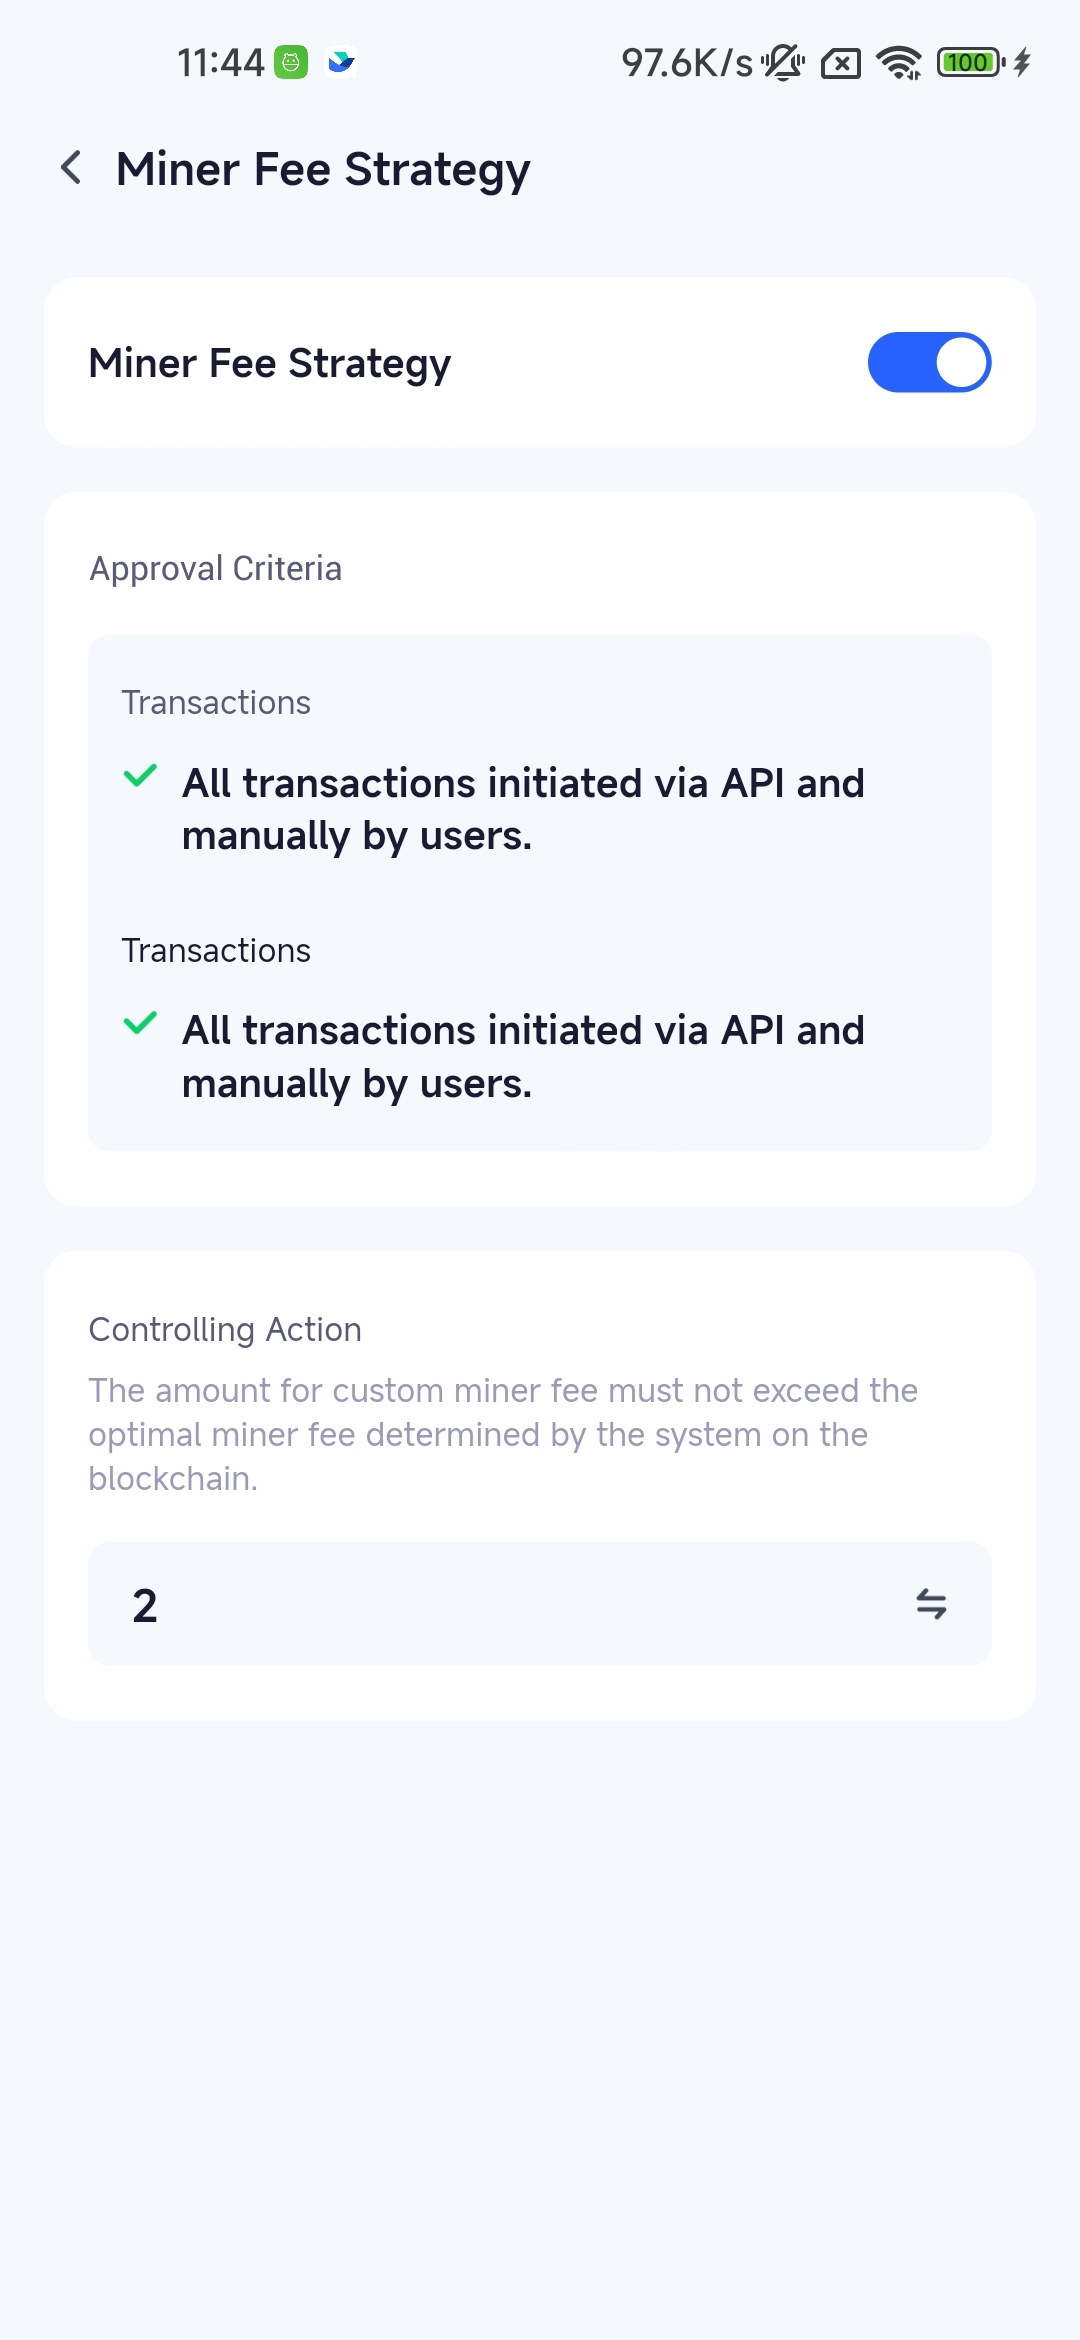 11:44
97.6K/s
100
Miner Fee Strategy
Miner Fee Strategy
Approval Criteria
Transactions
All transactions initiated via API and
manually by users.
Transactions
All transactions initiated via API and
manually by users.
Controlling Action
The amount for custom miner fee must not exceed the
optimal miner fee determined by the system on the
blockchain.
2